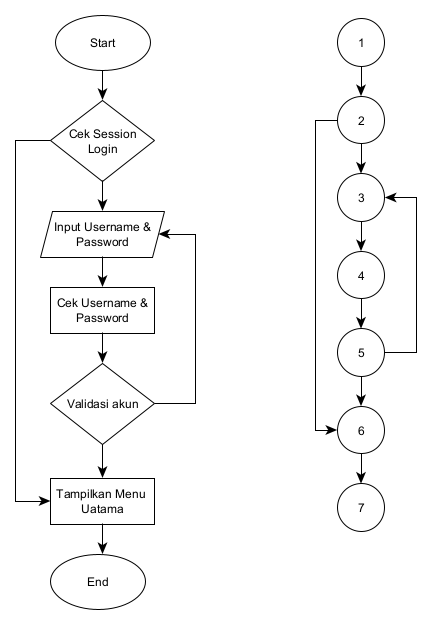 Start
Cek Session
Login
Input Username &
Password
Cek Username &
Password
Validasi akun
Tampilkan Menu
Uatama
End
1
2
3
4
5
6
7